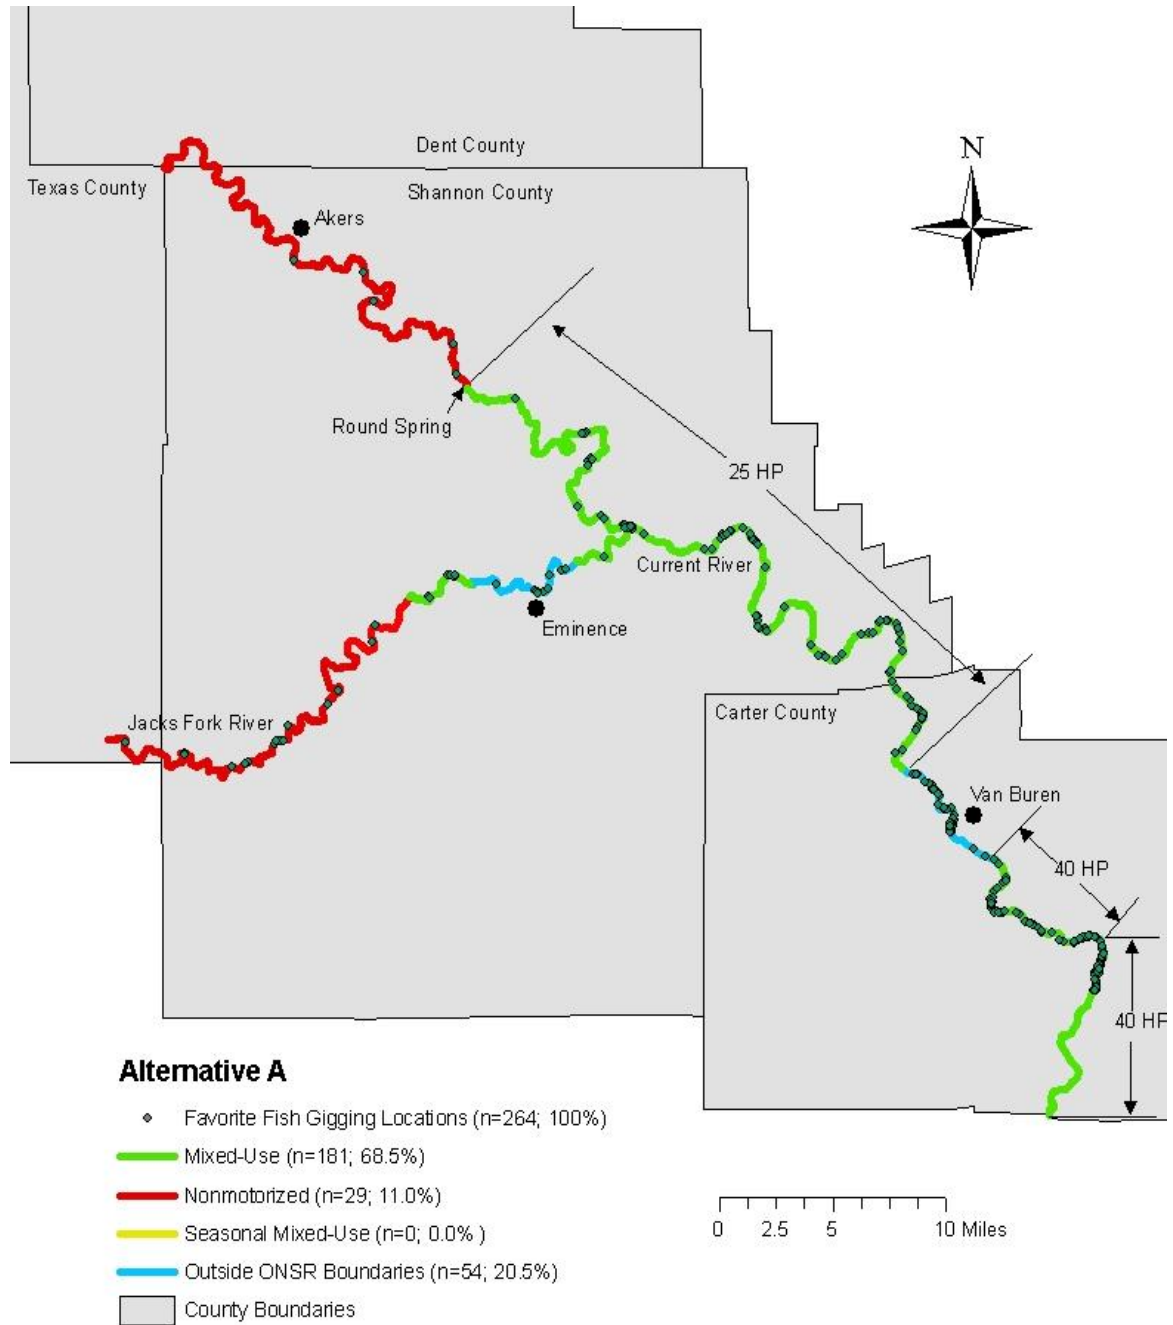 N
Dent County
Texas County
Shannon County
Akers
Round Spring
25 HP
Current River
Eminence
Jacks Fork River
Carter County
Van Buren
40 HP
40 HP
Alternative A
Favorite Fish Gigging Locations (n=264; 100%)
Mixed-Use (n=181; 68.5%)
Nonmotorized (n=29; 11.0%)
Seasonal Mixed-Use (n=0; 0.0% )
Outside ONSR Boundaries (n=54; 20.5%)
County Boundaries
0 2.5 5 10 Miles